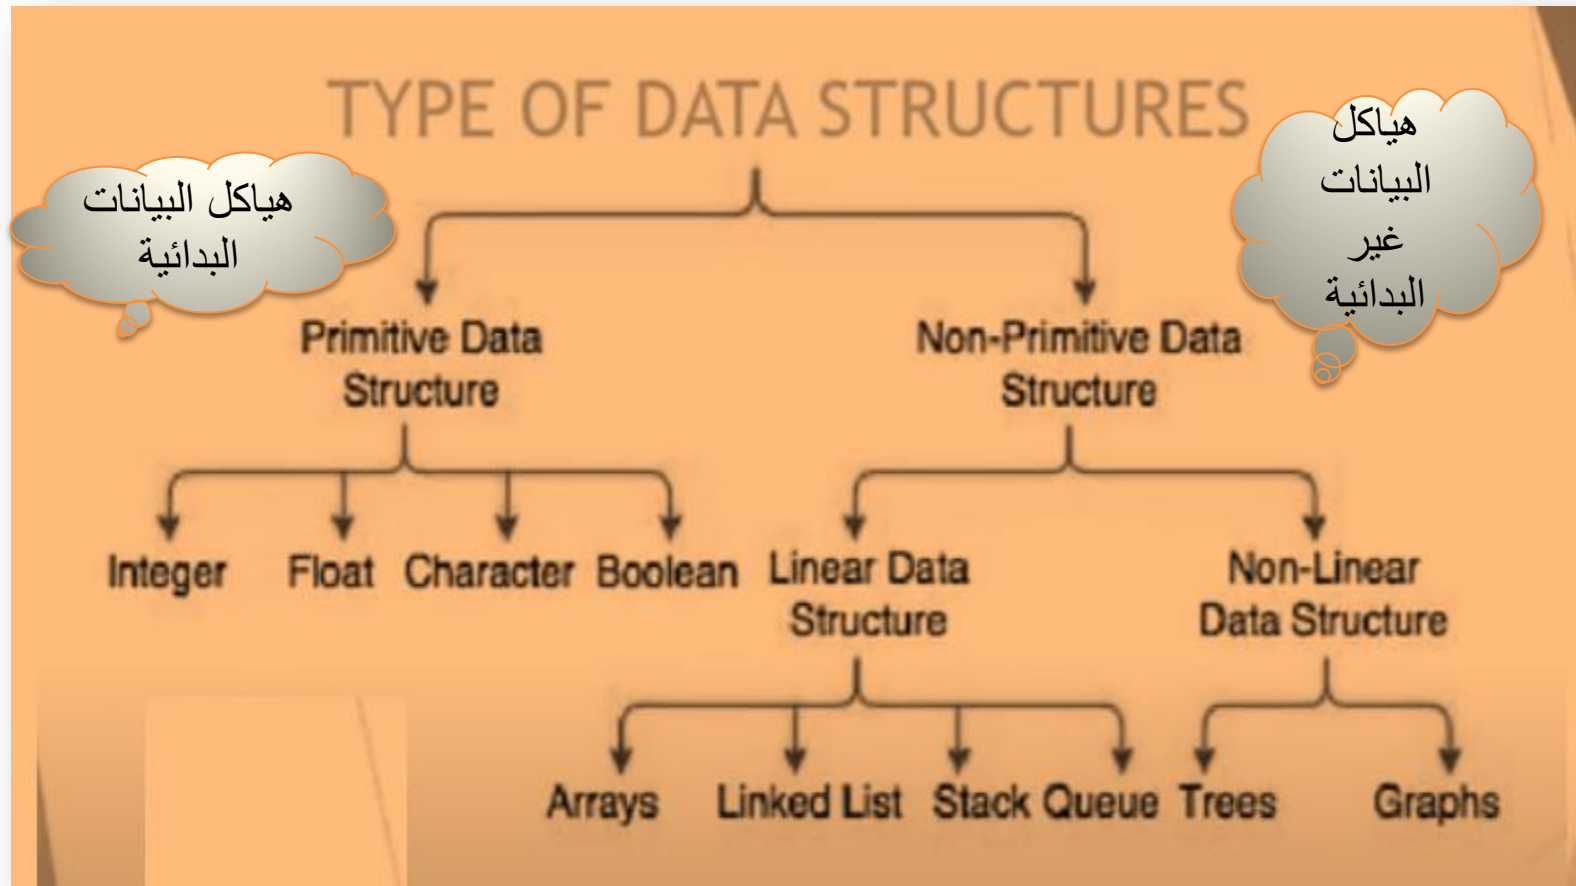 TYPE OF DATA STRUCTURES
هياكل البيانات
البدائية
هياكل
البيانات
غير
البدائية
Primitive Data
Structure
Non-Primitive Data
Structure
Integer Float Character Boolean
Linear Data
Structure
Non-Linear
Data Structure
Arrays Linked List Stack Queue Trees Graphs